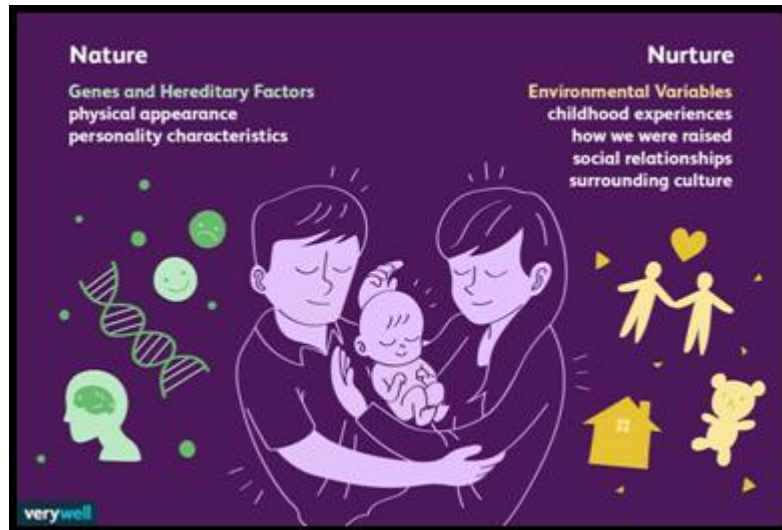 Nature
Genes and Hereditary Factors
physical appearance
personality characteristics
Nurture
Environmental Variables
childhood experiences
how we were raised
social relationships
surrounding culture
verywell